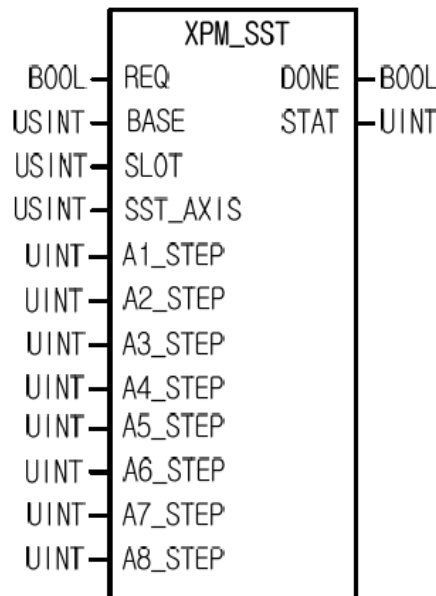 XPM_SST
BOOL REQ DONE BOOL
USINT BASE STAT UINT
USINT SLOT
USINT SST_AXIS
UINT A1_STEP
UINT A2_STEP
UINT A3_STEP
UINT A4_STEP
UINT A5_STEP
UINT A6_STEP
UINT A7_STEP
UINT A8_STEP